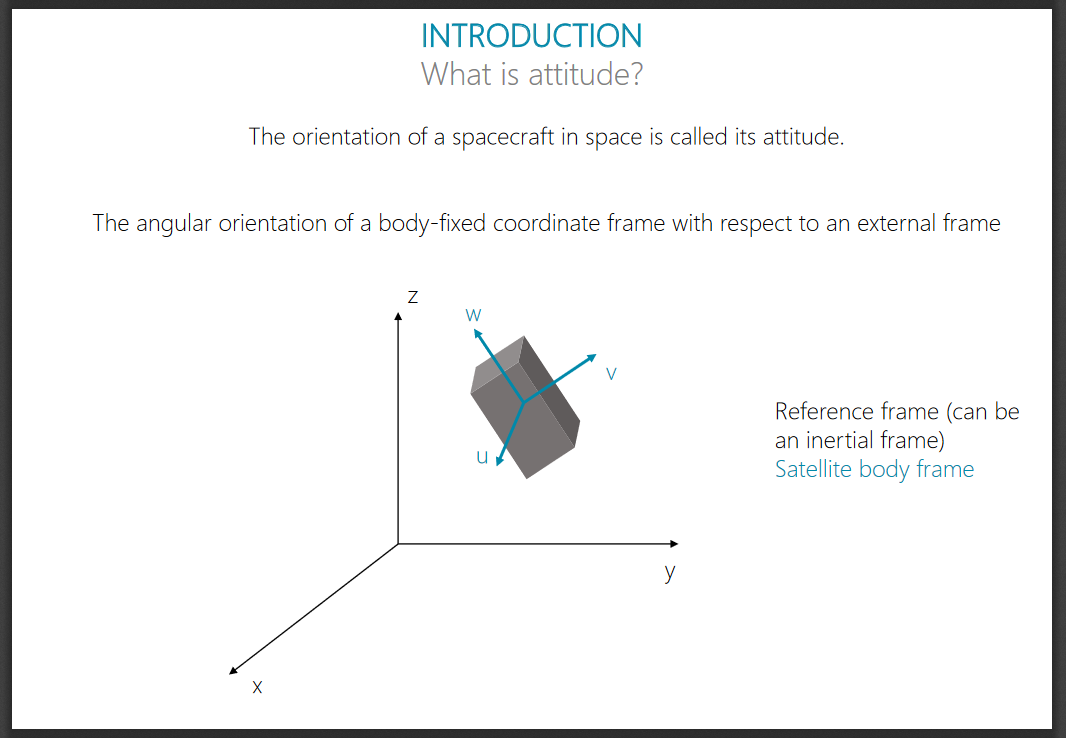 INTRODUCTION
What is attitude?
The orientation of a spacecraft in space is called its attitude.
The angular orientation of a body-fixed coordinate frame with respect to an external frame
z
w
v
u
Reference frame (can be
an inertial frame)
Satellite body frame
y
x